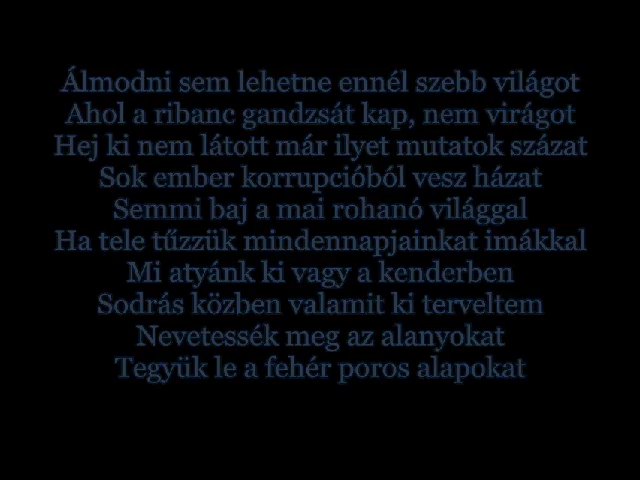 Álmodni sem lehetne ennél szebb világot
Ahol a ribanc gandzsát kap, nem virágot
Hej ki nem látott már ilyet mutatok százat
Sok ember korrupcióból vesz házat
Semmi baj a mai rohanó világgal
Ha tele tűzzük mindennapjainkat imákkal
Mi atyánk ki vagy a kenderben
Sodrás közben valamit ki terveltem
Nevetessék meg az alanyokat
Tegyük le a fehér poros alapokat